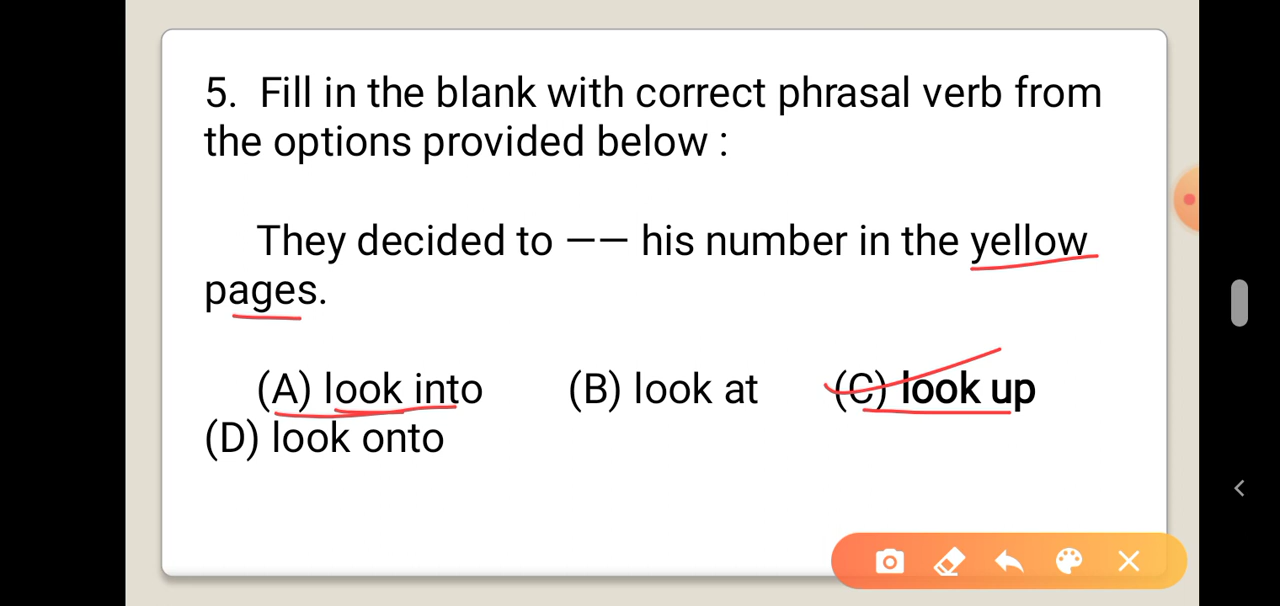 5. Fill in the blank with correct phrasal verb from
the options provided below :
They decided to —— his number in the yellow
pages.
(A) look into (B) look at (C) look up
(D) look onto